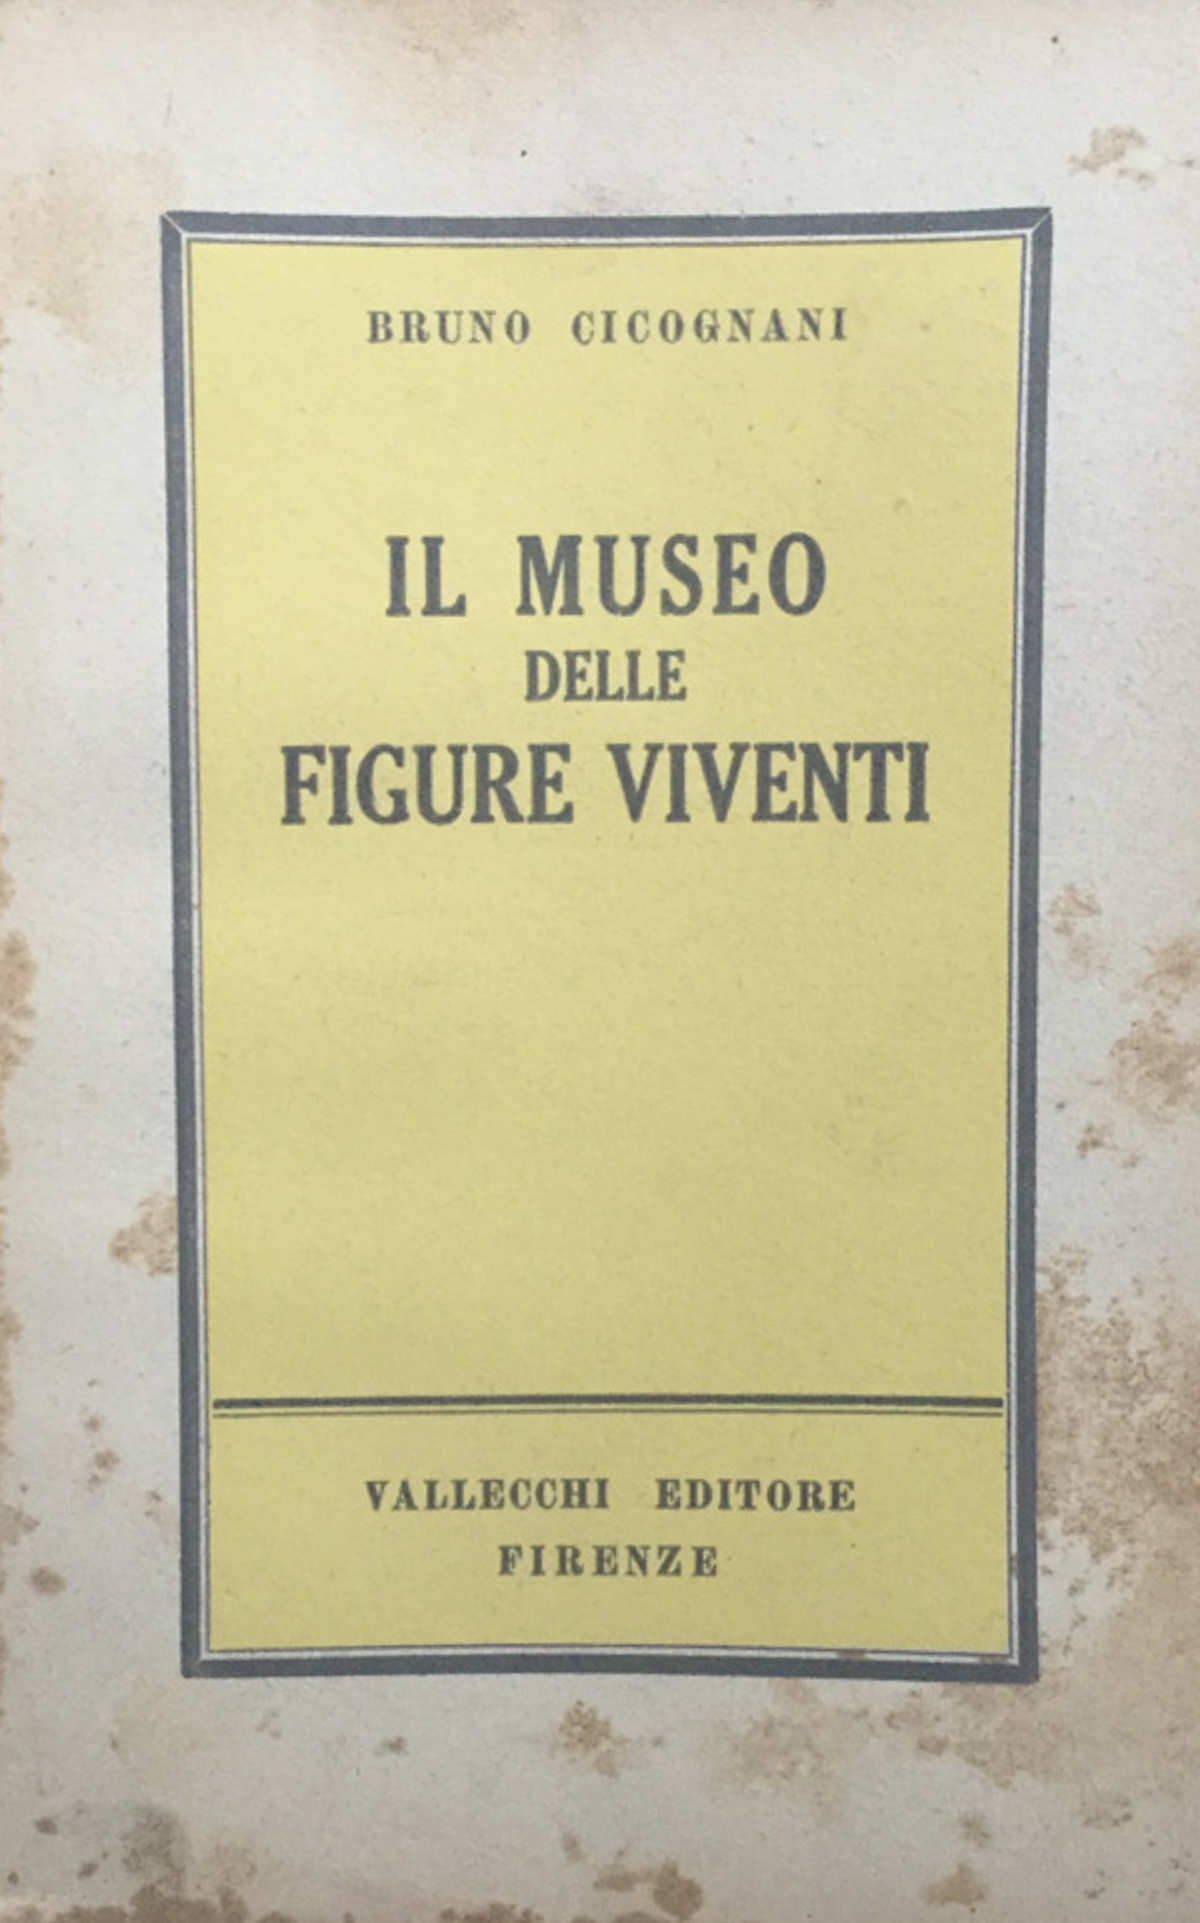 BRUNO CICOGNANI
IL MUSEO
DELLE
FIGURE VIVENTI
VALLECCHI EDITORE
FIRENZE